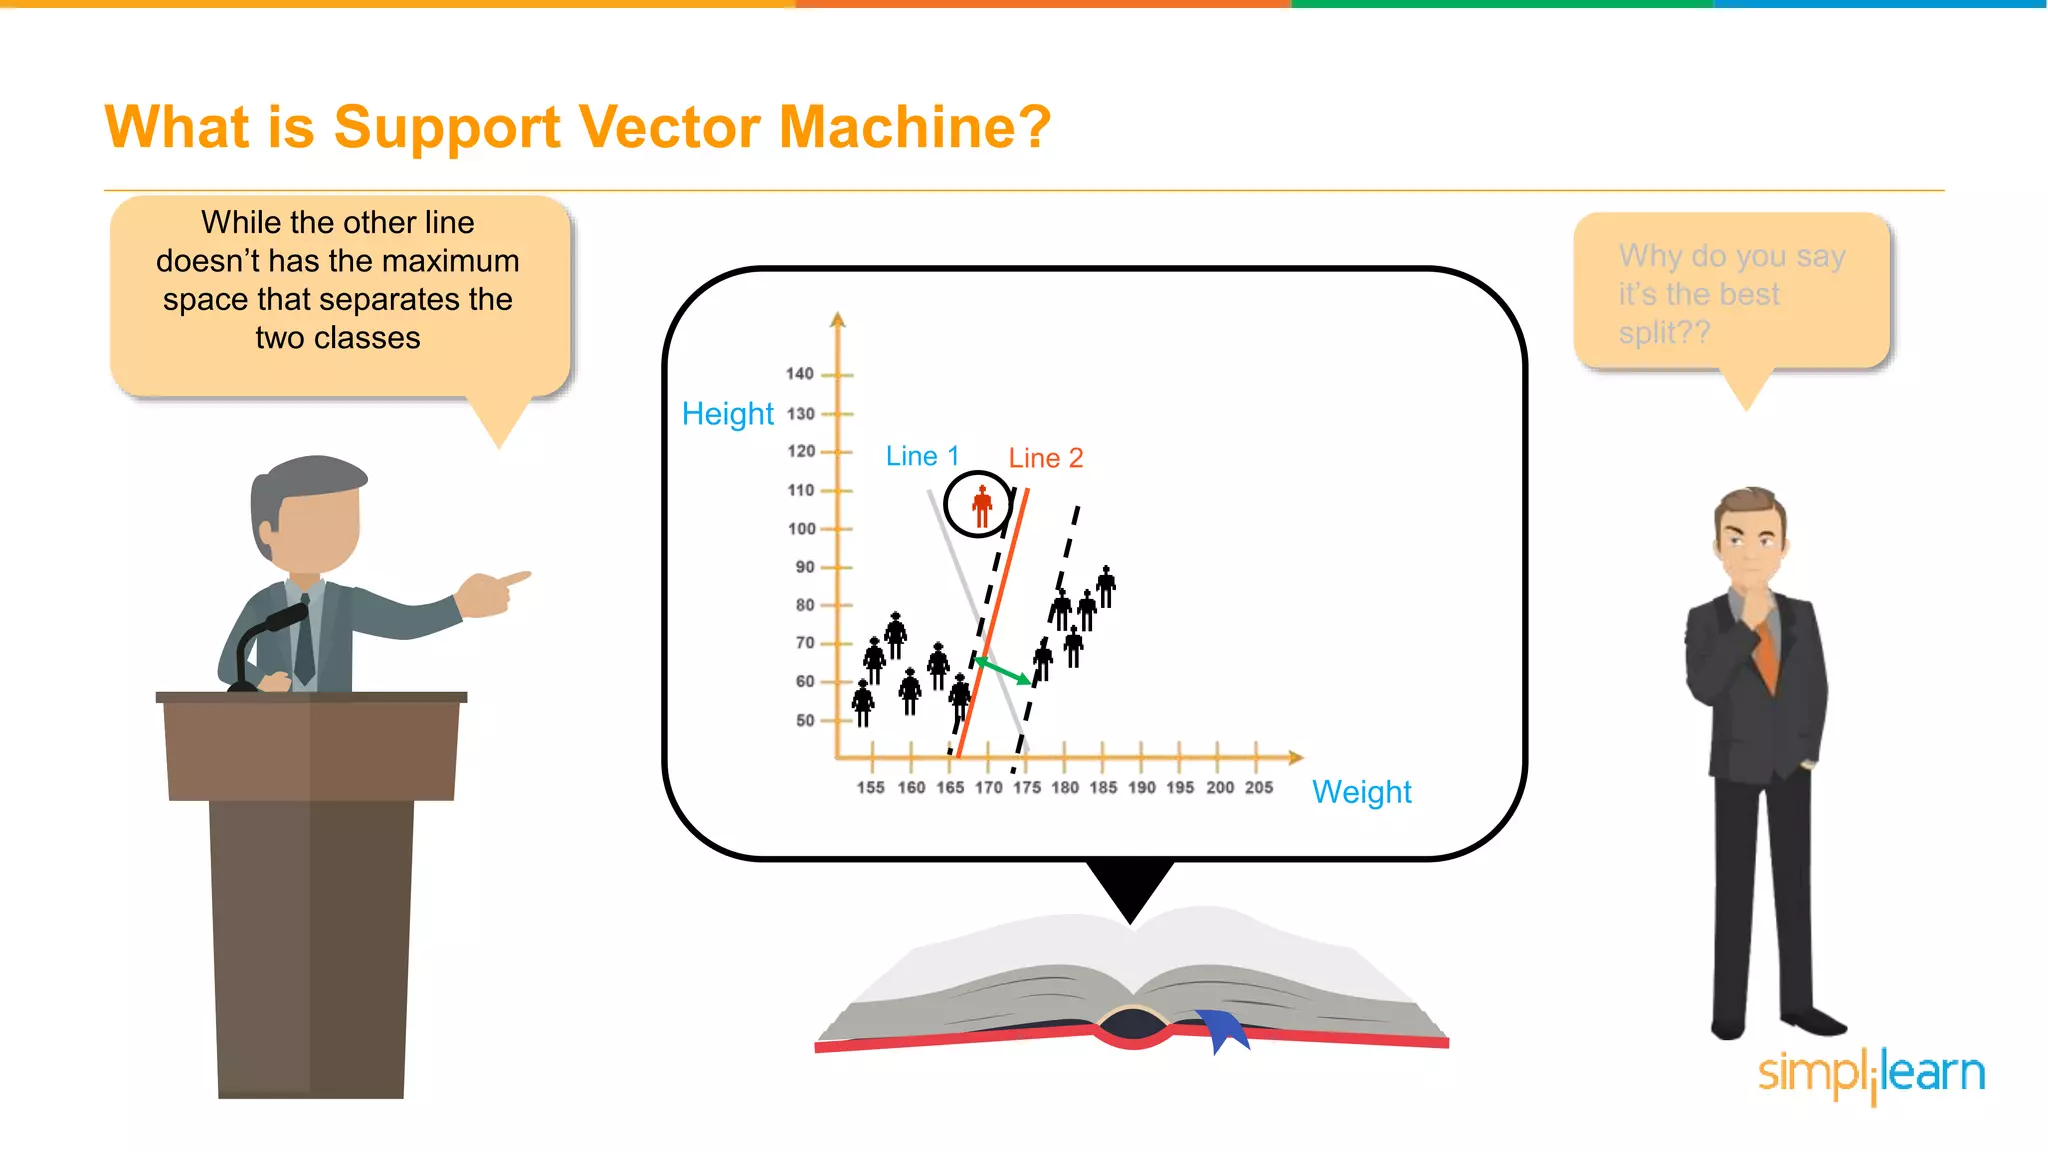 What is Support Vector Machine?
While the other line
doesn’t has the maximum
space that separates the
two classes
Why do you say
it’s the best
split??
Height
140
130
120
110
100
90
80
70
60
50
Line 1
Line 2
155 160 165 170 175 180 185 190 195 200 205
Weight
simplilearn